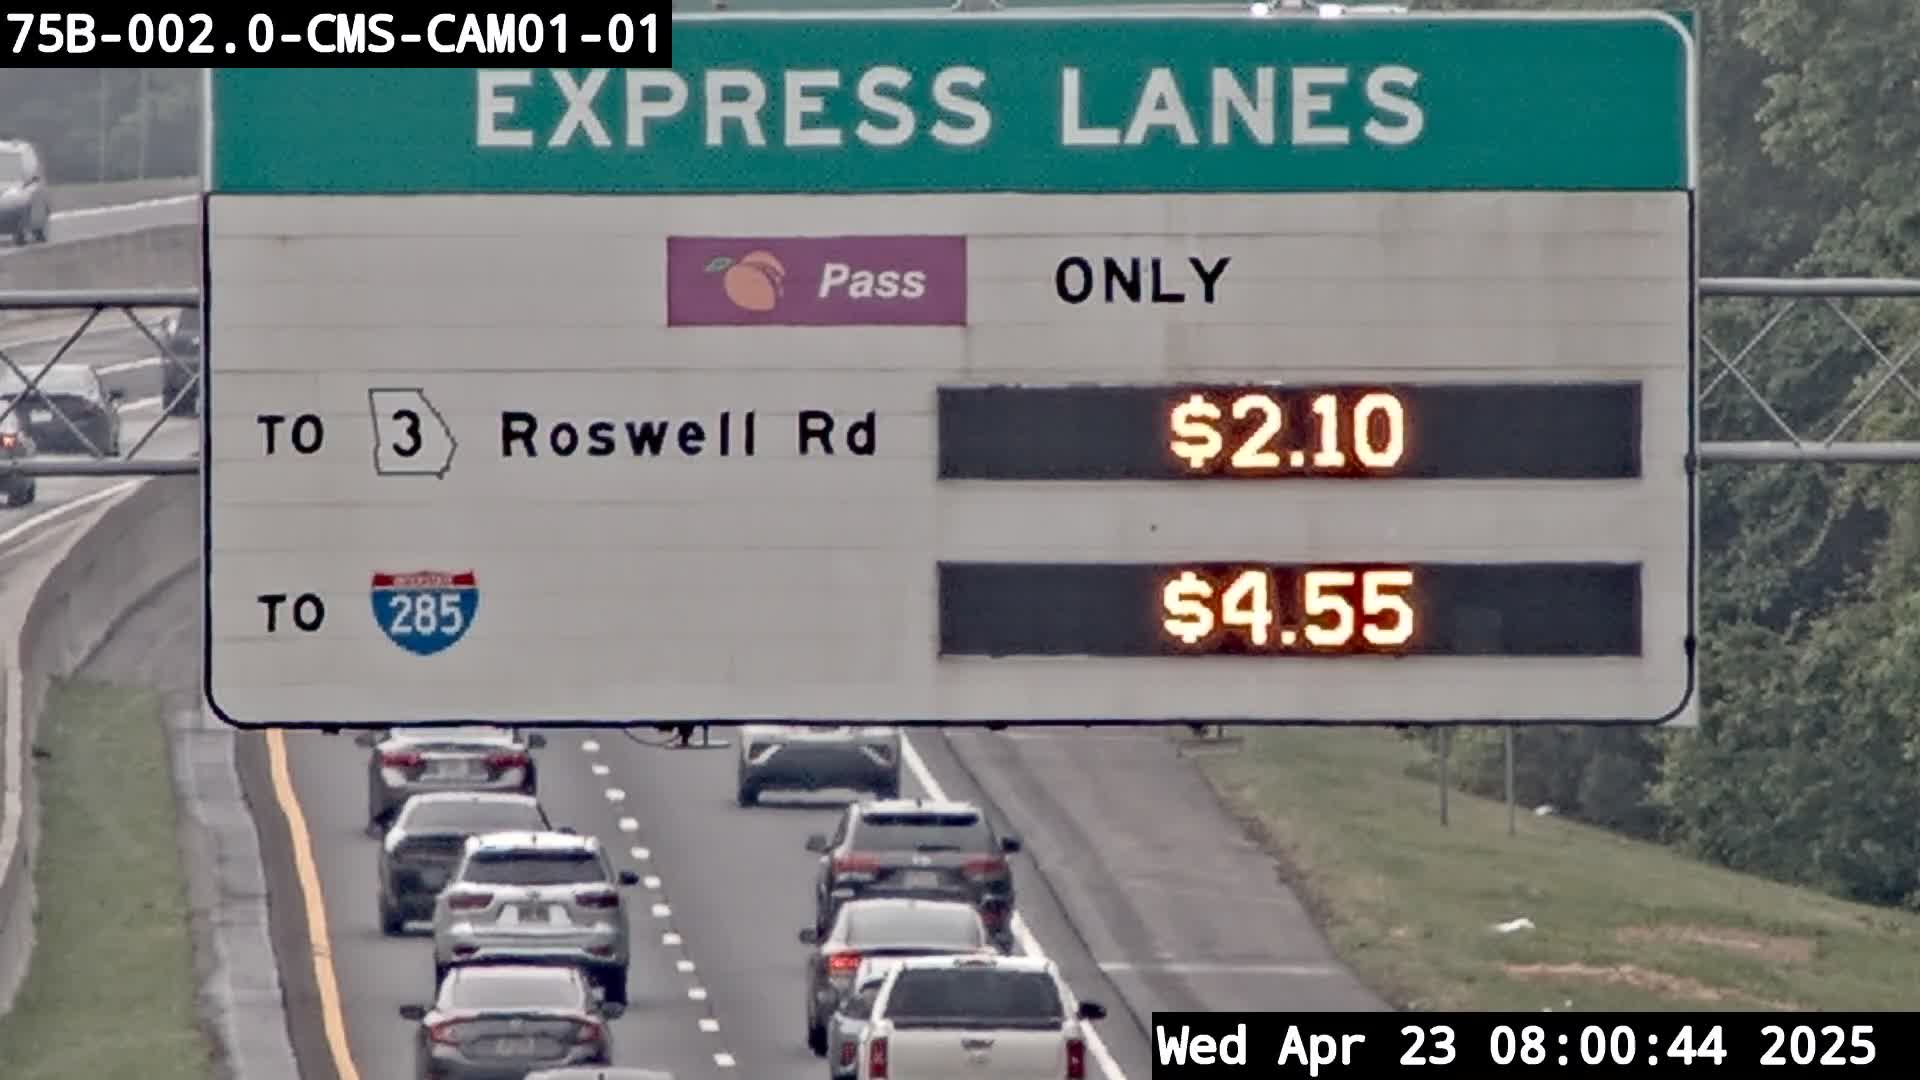 75B-002.0-CMS-CAM01-01
EXPRESS LANES
Pass ONLY
TO 3 Roswell Rd $2.10
INTERSTATE
TO 285 $4.55
Wed Apr 23 08:00:44 2025